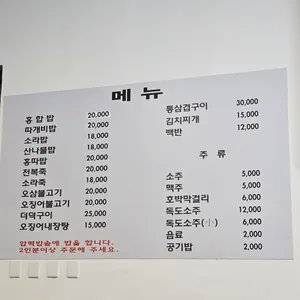 메 뉴
홍 합 밥 20,000
따개비밥 20,000
소라밥 18,000
산나물밥
홍따밥 20,000
전복죽 20,000
소라죽 18,000
오삼불고기 20,000
오징어불고기 20,000
더덕구이 25,000
오징어내장탕 15,000
압력밥솥에 밥을 합니다.
2인분이상 주문해 주세요.
통삼겹구이 30,000
김치찌개 15,000
백반 12,000
주 류
소주 5,000
맥주 5,000
호박막걸리 6,000
독도소주 12,000
독도소주(小) 6,000
음료 2,000
공기밥 2,000